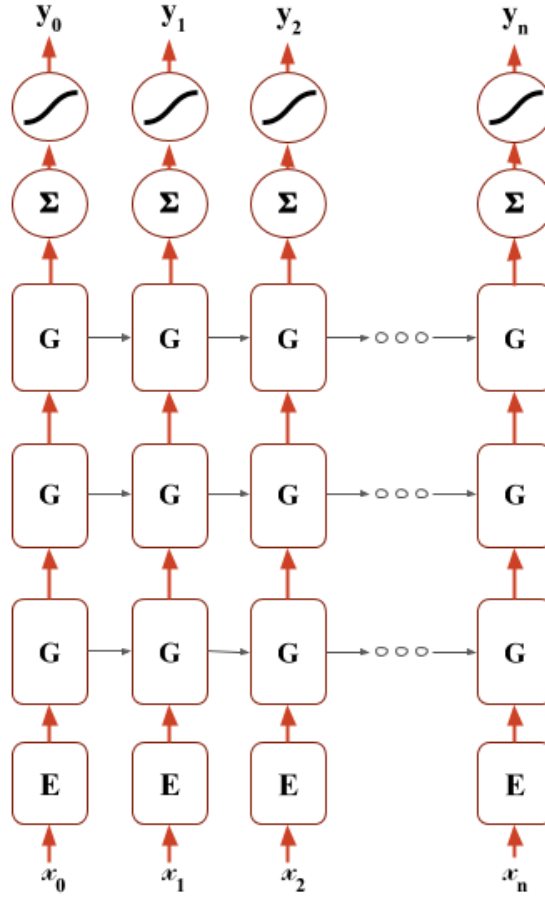 y0 y1 y2 yn
Σ Σ Σ Σ
G G G G
G G G G
G G G G
E E E E
x0 x1 x2 xn